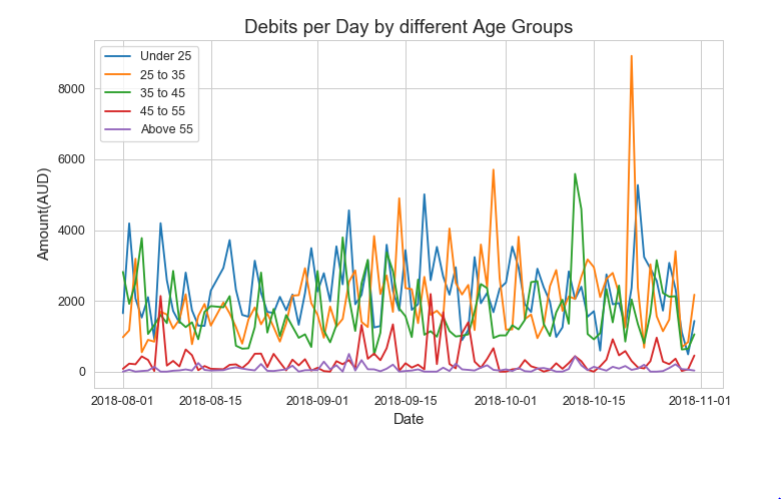 Debits per Day by different Age Groups
Under 25
25 to 35
35 to 45
45 to 55
Above 55
Amount(AUD)
8000
6000
4000
2000
0
2018-08-01
2018-08-15
2018-09-01
2018-09-15
2018-10-01
2018-10-15
2018-11-01
Date